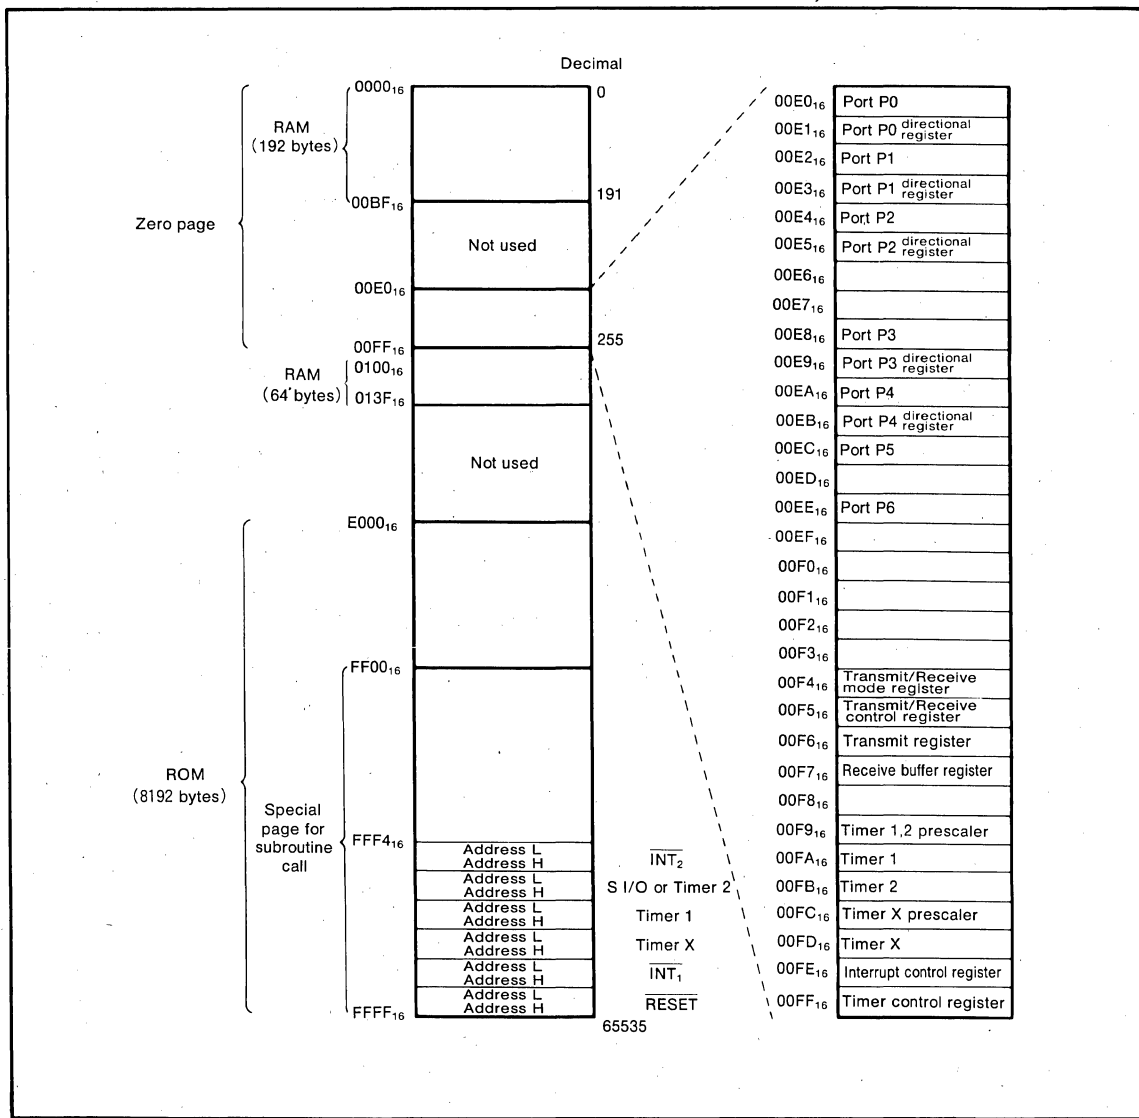 Decimal
0000₁₆
0
RAM
(192 bytes)
191
00BF₁₆
Zero page
Not used
00E0₁₆
255
00FF₁₆
RAM
(64 bytes)
0100₁₆
013F₁₆
Not used
E000₁₆
FF00₁₆
ROM
(8192 bytes)
Special
page for
subroutine
call
FFF4₁₆
Address L
Address H
INT₂
Address L
Address H
S I/O or Timer 2
Address L
Address H
Timer 1
Address L
Address H
Timer X
Address L
Address H
INT₁
Address L
Address H
RESET
FFFF₁₆
65535
00E0₁₆ Port P0
00E1₁₆ Port P0 directional register
00E2₁₆ Port P1
00E3₁₆ Port P1 directional register
00E4₁₆ Port P2
00E5₁₆ Port P2 directional register
00E6₁₆
00E7₁₆
00E8₁₆ Port P3
00E9₁₆ Port P3 directional register
00EA₁₆ Port P4
00EB₁₆ Port P4 directional register
00EC₁₆ Port P5
00ED₁₆
00EE₁₆ Port P6
00EF₁₆
00F0₁₆
00F1₁₆
00F2₁₆
00F3₁₆
00F4₁₆ Transmit/Receive mode register
00F5₁₆ Transmit/Receive control register
00F6₁₆ Transmit register
00F7₁₆ Receive buffer register
00F8₁₆
00F9₁₆ Timer 1,2 prescaler
00FA₁₆ Timer 1
00FB₁₆ Timer 2
00FC₁₆ Timer X prescaler
00FD₁₆ Timer X
00FE₁₆ Interrupt control register
00FF₁₆ Timer control register